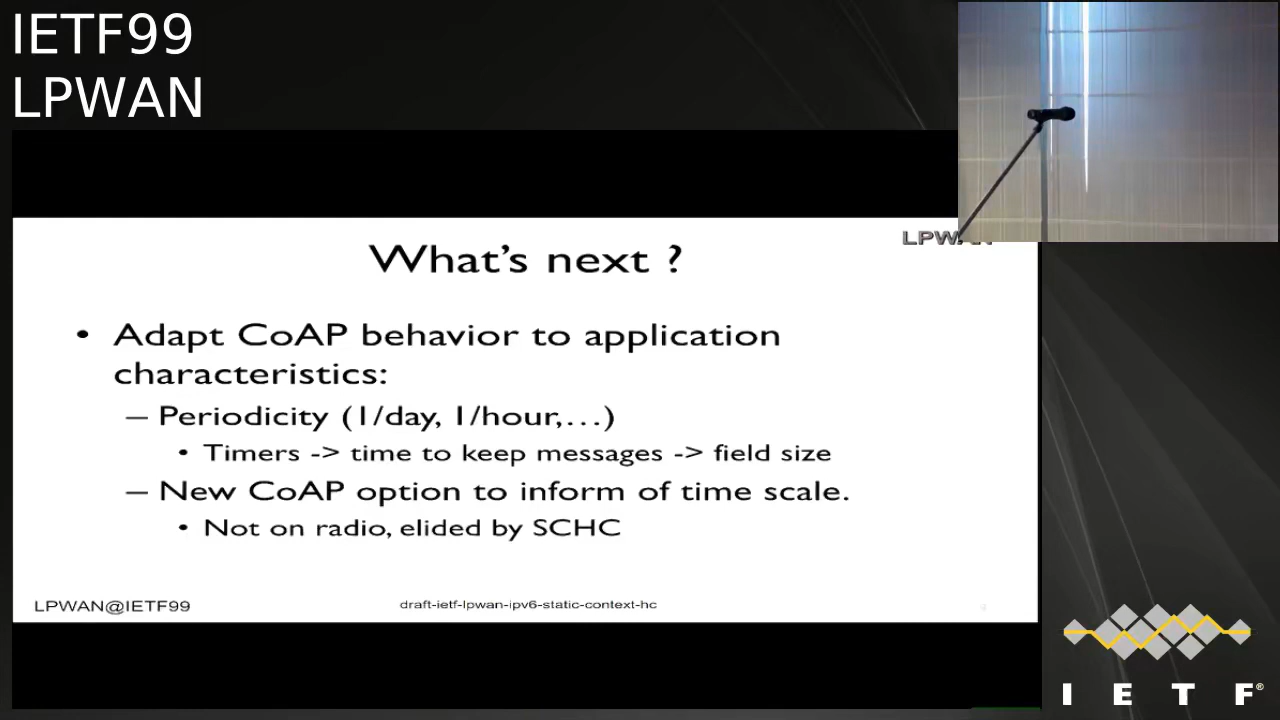 IETF99
LPWAN
What's next ?
• Adapt CoAP behavior to application
characteristics:
– Periodicity (1/day, 1/hour,…)
• Timers -> time to keep messages -> field size
– New CoAP option to inform of time scale.
• Not on radio, elided by SCHC
LPWAN@IETF99
draft-ietf-lpwan-ipv6-static-context-hc
I E T F®